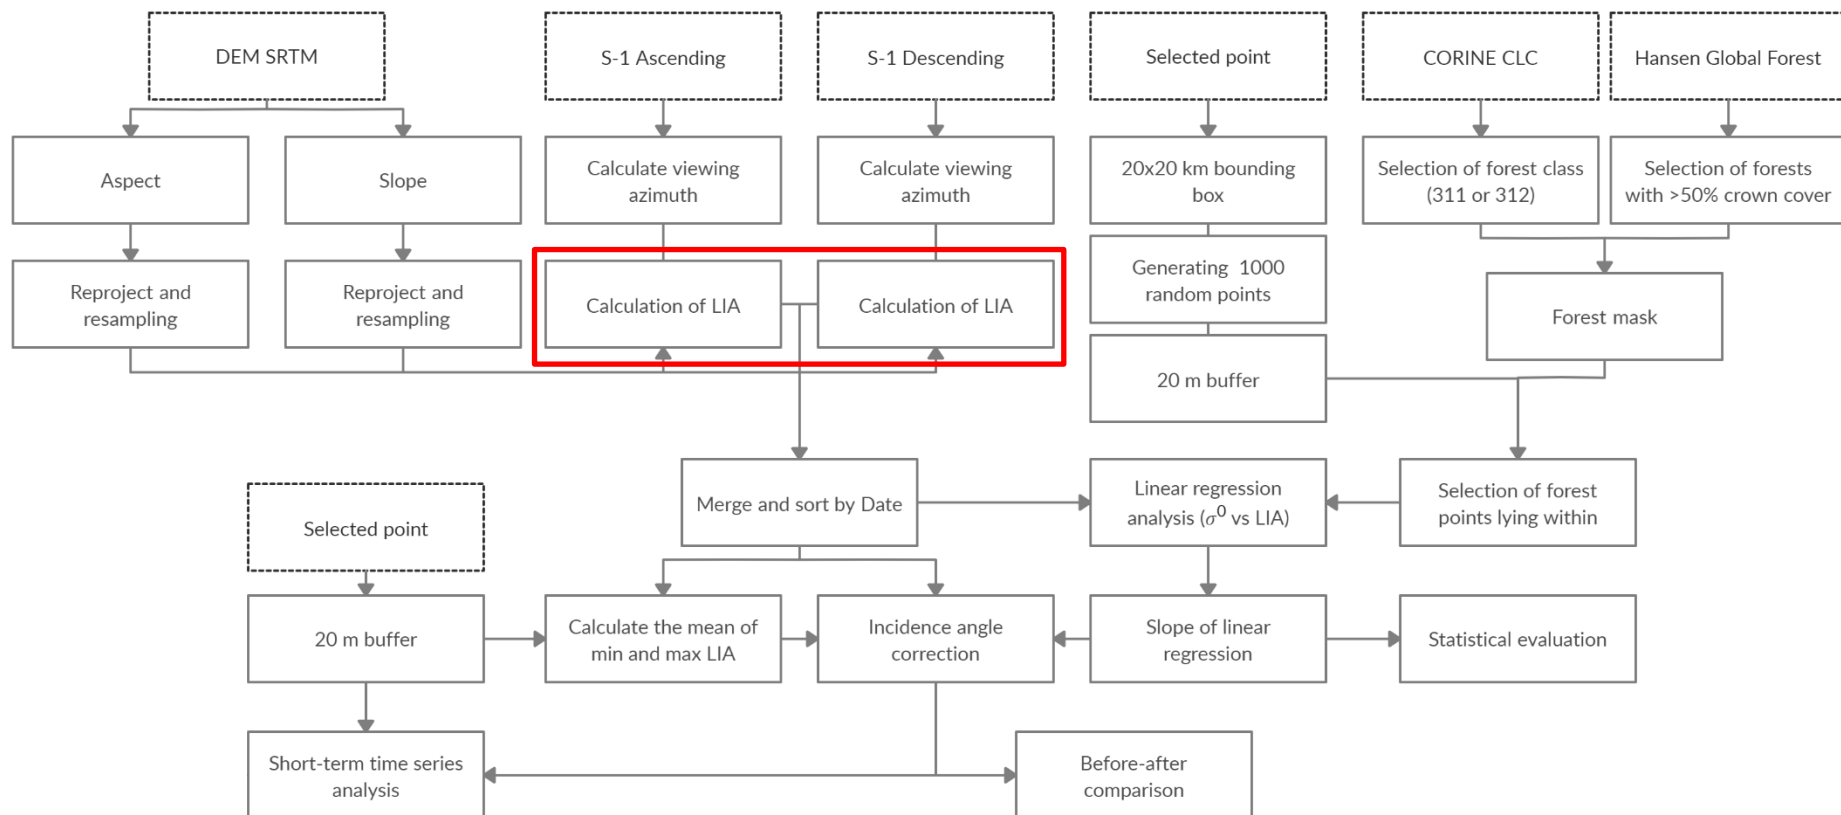 DEM SRTM
S-1 Ascending
S-1 Descending
Selected point
CORINE CLC
Hansen Global Forest
Aspect
Slope
Calculate viewing
azimuth
Calculate viewing
azimuth
20x20 km bounding
box
Selection of forest class
(311 or 312)
Selection of forests
with >50% crown cover
Reproject and
resampling
Reproject and
resampling
Calculation of LIA
Calculation of LIA
Generating 1000
random points
Forest mask
20 m buffer
Merge and sort by Date
Linear regression
analysis (σ⁰ vs LIA)
Selection of forest
points lying within
Selected point
20 m buffer
Calculate the mean of
min and max LIA
Incidence angle
correction
Slope of linear
regression
Statistical evaluation
Short-term time series
analysis
Before-after
comparison